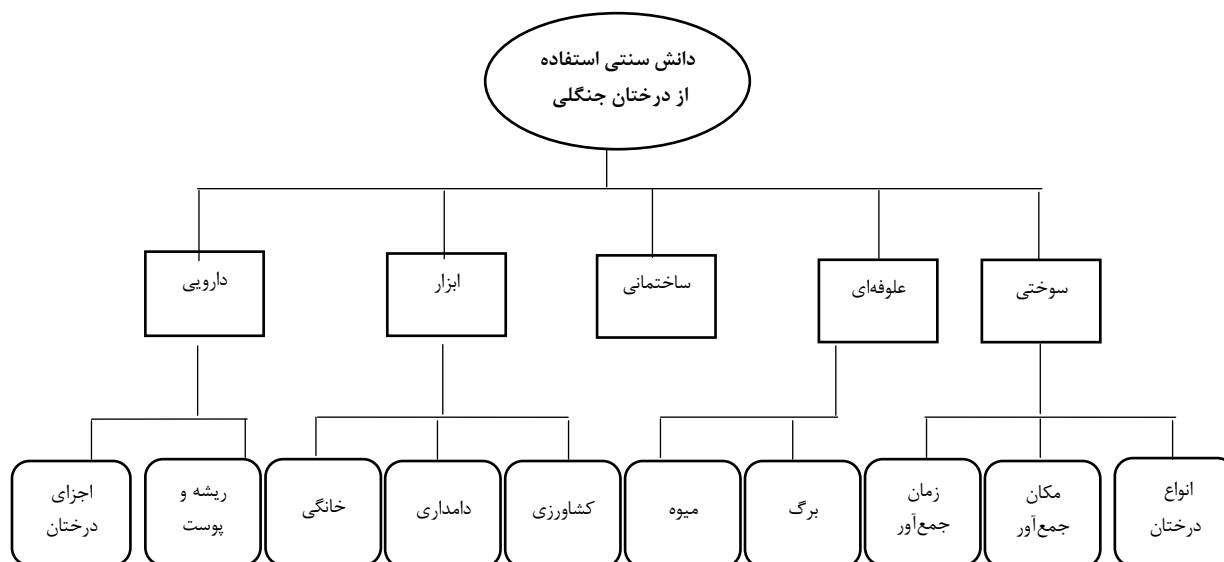 دانش سنتی استفاده
از درختان جنگلی
سوختی
علوفه‌ای
ساختمانی
ابزار
دارویی
انواع
درختان
مکان
جمع‌آور
زمان
جمع‌آور
برگ
میوه
کشاورزی
دامداری
خانگی
ریشه و
پوست
اجزای
درختان